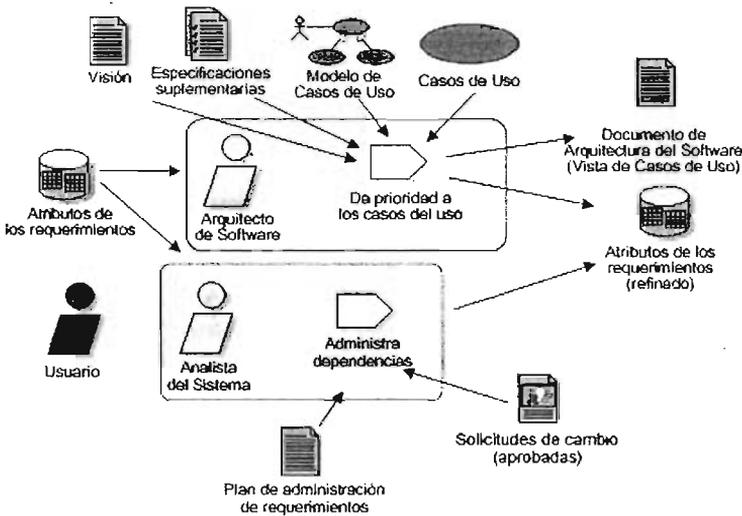 Visión
Especificaciones
suplementarias
Modelo de
Casos de Uso
Casos de Uso
Documento de
Arquitectura del Software
(Vista de Casos de Uso)
Atributos de
los requerimientos
Arquitecto
de Software
Da prioridad a
los casos del uso
Atributos de los
requerimientos
(refinado)
Usuario
Analista
del Sistema
Administra
dependencias
Solicitudes de cambio
(aprobadas)
Plan de administración
de requerimientos